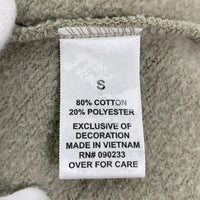 S
80% COTTON
20% POLYESTER
EXCLUSIVE OF
DECORATION
MADE IN VIETNAM
RN# 090233
OVER FOR CARE